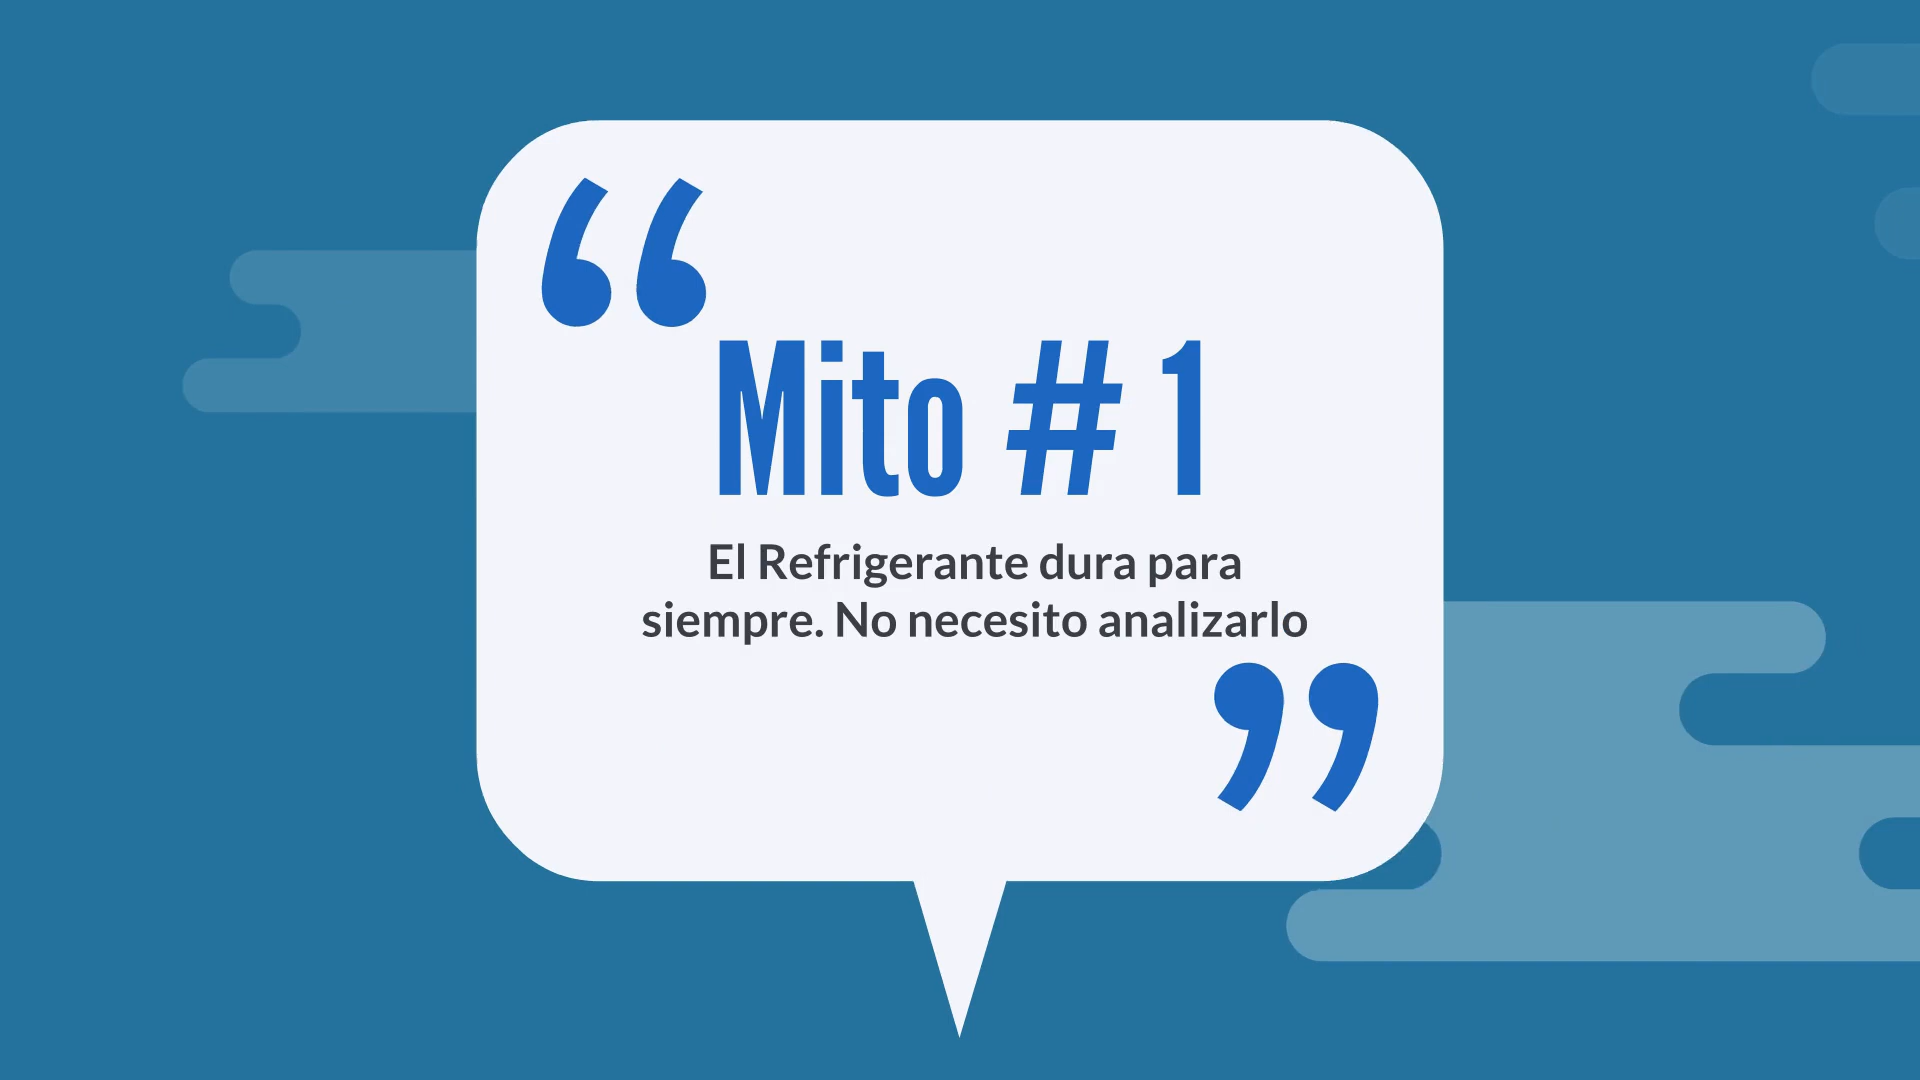 “
Mito # 1
El Refrigerante dura para
siempre. No necesito analizarlo
”